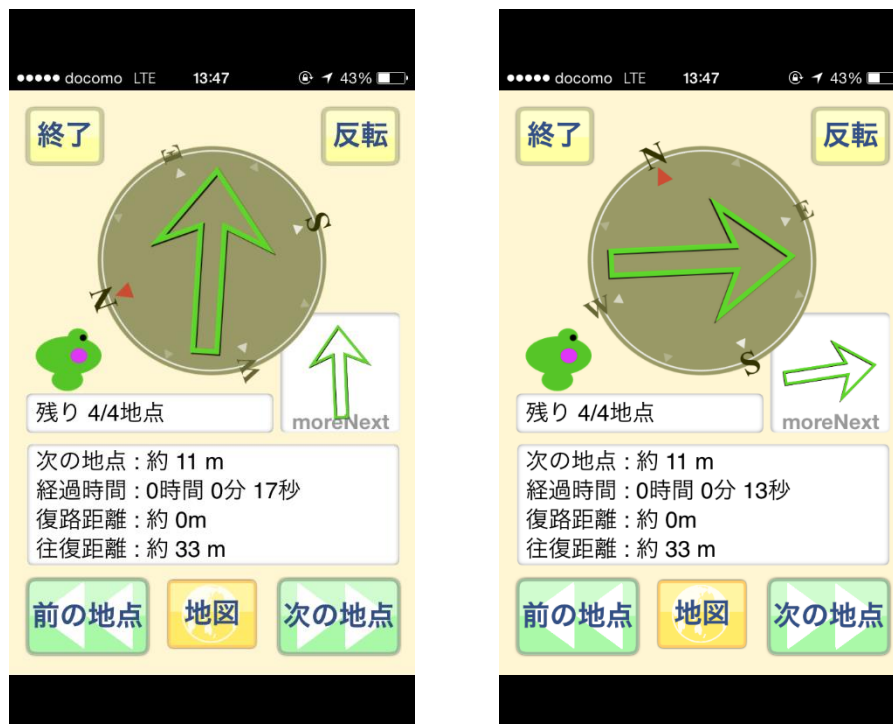 ●●●●● docomo LTE 13:47 43%
終了
反転
E
S
N
W
残り 4/4地点
moreNext
次の地点 : 約 11 m
経過時間 : 0時間 0分 17秒
復路距離 : 約 0m
往復距離 : 約 33 m
前の地点
地図
次の地点
●●●●● docomo LTE 13:47 43%
終了
反転
N
E
W
S
残り 4/4地点
moreNext
次の地点 : 約 11 m
経過時間 : 0時間 0分 13秒
復路距離 : 約 0m
往復距離 : 約 33 m
前の地点
地図
次の地点